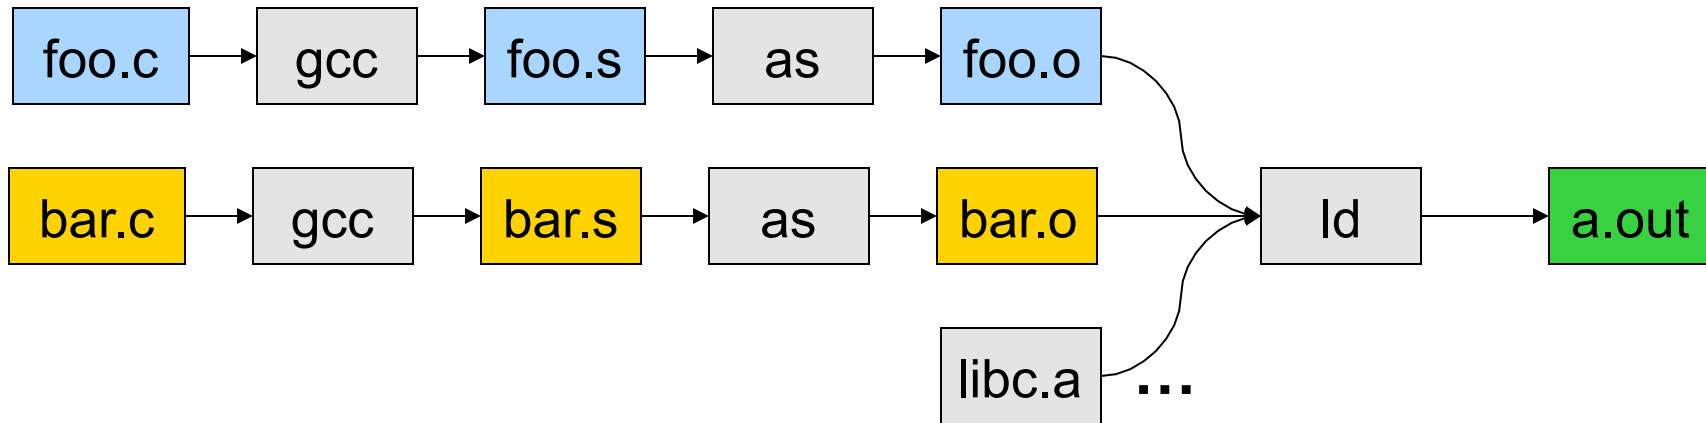 foo.c gcc foo.s as foo.o
bar.c gcc bar.s as bar.o ld a.out
libc.a ...